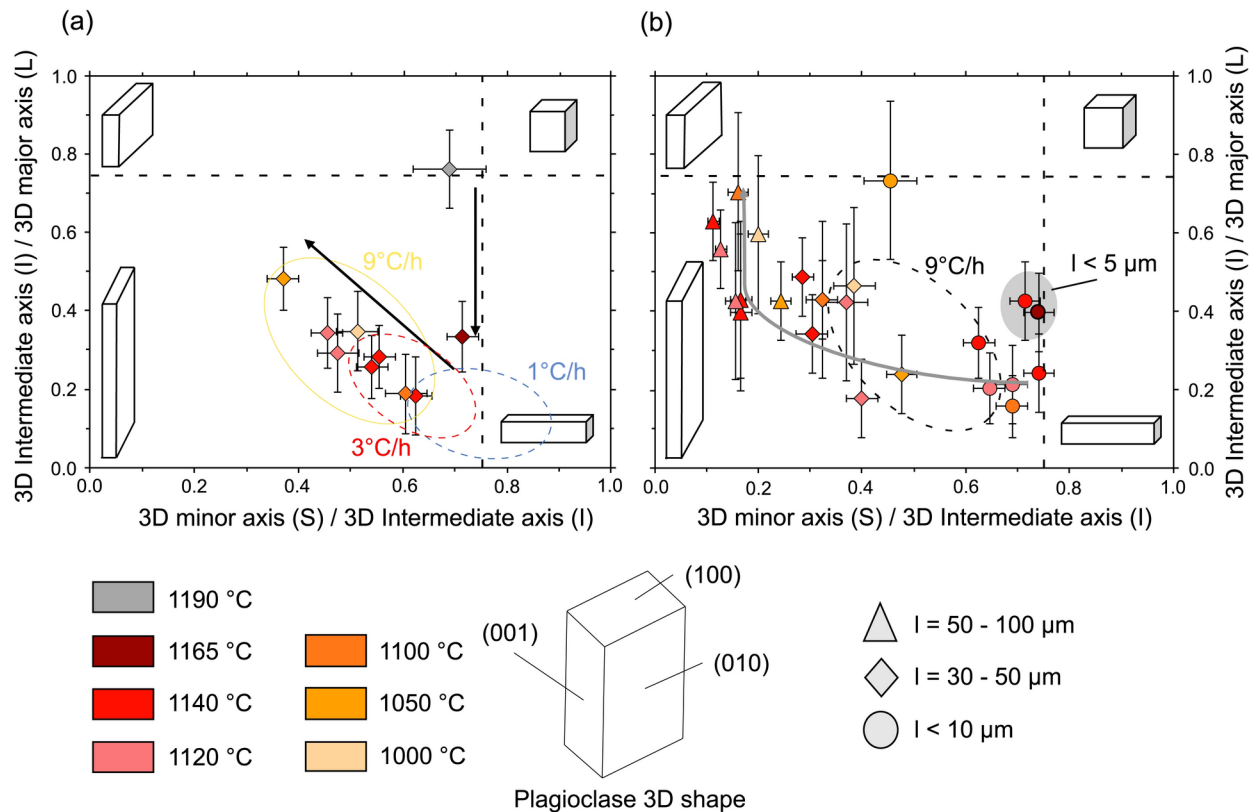 (a)
(b)
3D Intermediate axis (I) / 3D major axis (L)
1.0
0.8
0.6
0.4
0.2
0.0
9°C/h
3°C/h
1°C/h
0.0 0.2 0.4 0.6 0.8 1.0
3D minor axis (S) / 3D Intermediate axis (I)
9°C/h
l < 5 µm
0.0 0.2 0.4 0.6 0.8 1.0
3D minor axis (S) / 3D Intermediate axis (I)
1.0
0.8
0.6
0.4
0.2
0.0
3D Intermediate axis (I) / 3D major axis (L)
1190 °C
1165 °C
1140 °C
1120 °C
1100 °C
1050 °C
1000 °C
(100)
(001)
(010)
Plagioclase 3D shape
l = 50 - 100 µm
l = 30 - 50 µm
l < 10 µm